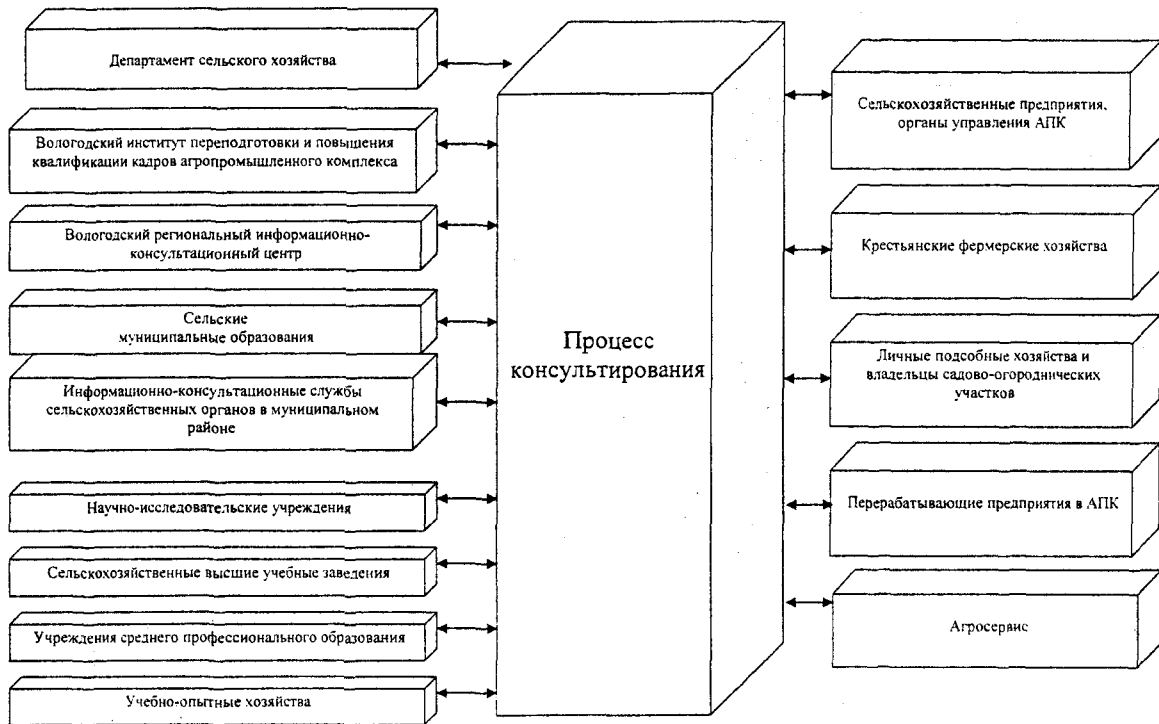 Департамент сельского хозяйства
Вологодский институт переподготовки и повышения
квалификации кадров агропромышленного комплекса
Вологодский региональный информационно-
консультационный центр
Сельские
муниципальные образования
Информационно-консультационные службы
сельскохозяйственных органов в муниципальном
районе
Научно-исследовательские учреждения
Сельскохозяйственные высшие учебные заведения
Учреждения среднего профессионального образования
Учебно-опытные хозяйства
Процесс
консультирования
Сельскохозяйственные предприятия,
органы управления АПК
Крестьянские фермерские хозяйства
Личные подсобные хозяйства и
владельцы садово-огороднических
участков
Перерабатывающие предприятия в АПК
Агросервис